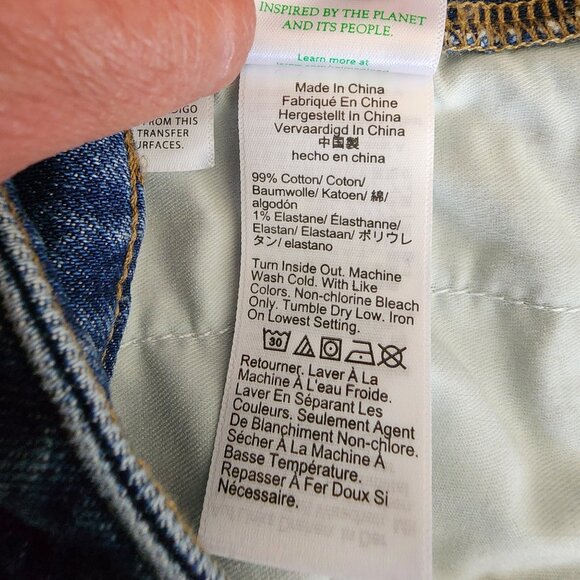 INSPIRED BY THE PLANET
AND ITS PEOPLE.
Learn more at
DIGO
FROM THIS
TRANSFER
URFACES.
Made In China
Fabriqué En Chine
Hergestellt In China
Vervaardigd In China
中国製
hecho en china
99% Cotton/ Coton/
Baumwolle/ Katoen/ 綿/
algodón
1% Elastane/ Élasthanne/
Elastan/ Elastaan/ ポリウレ
タン/ elastano
Turn Inside Out. Machine
Wash Cold. With Like
Colors. Non-chlorine Bleach
Only. Tumble Dry Low. Iron
On Lowest Setting.
30
Retourner. Laver À La
Machine À L'eau Froide.
Laver En Séparant Les
Couleurs. Seulement Agent
De Blanchiment Non-chlore.
Sécher À La Machine À
Basse Température.
Repasser À Fer Doux Si
Nécessaire.